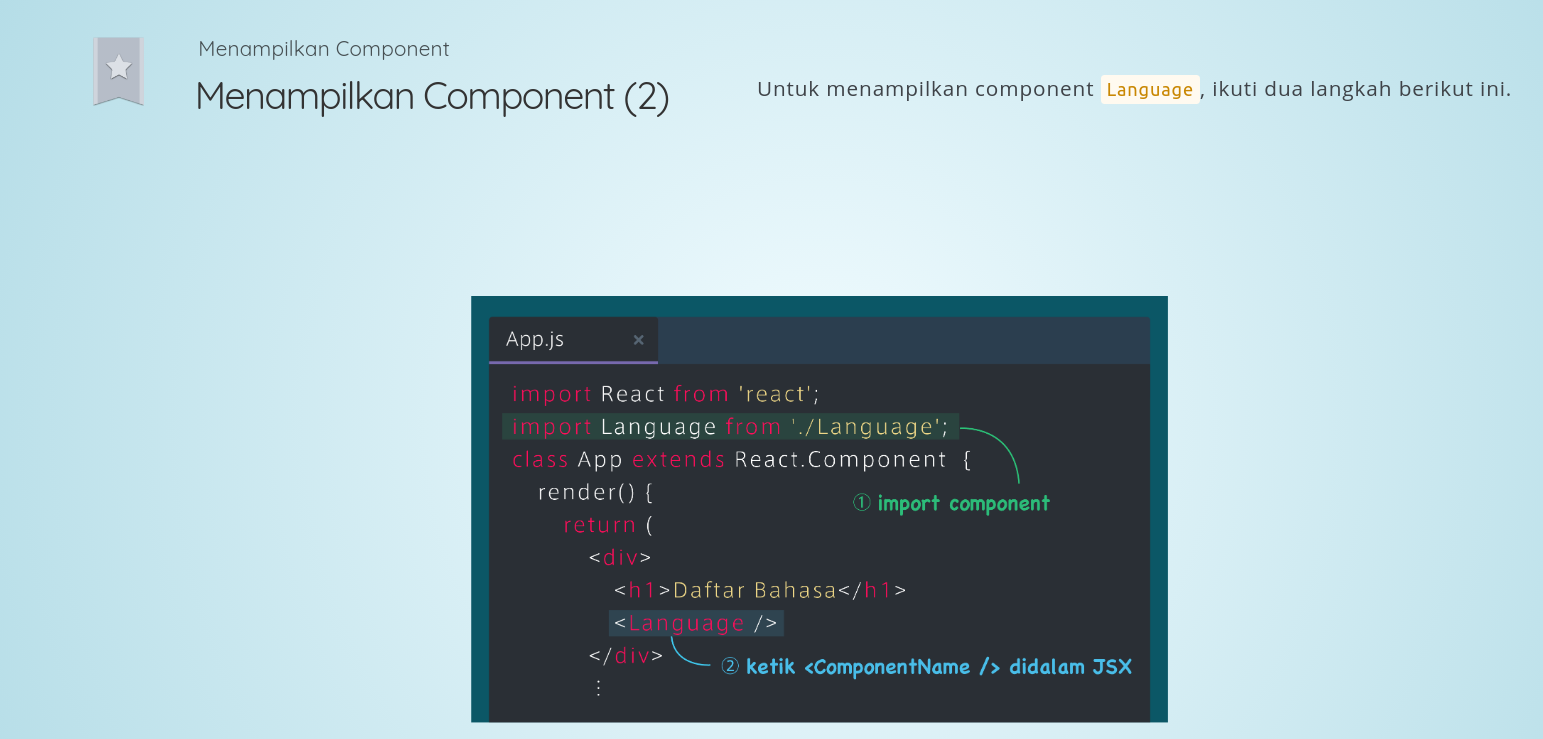 Menampilkan Component
Menampilkan Component (2)
Untuk menampilkan component Language, ikuti dua langkah berikut ini.
App.js ×
import React from 'react';
import Language from './Language';
class App extends React.Component {
render() {
① import component
return (
<div>
<h1>Daftar Bahasa</h1>
<Language />
</div>
② ketik <ComponentName /> didalam JSX
⋮